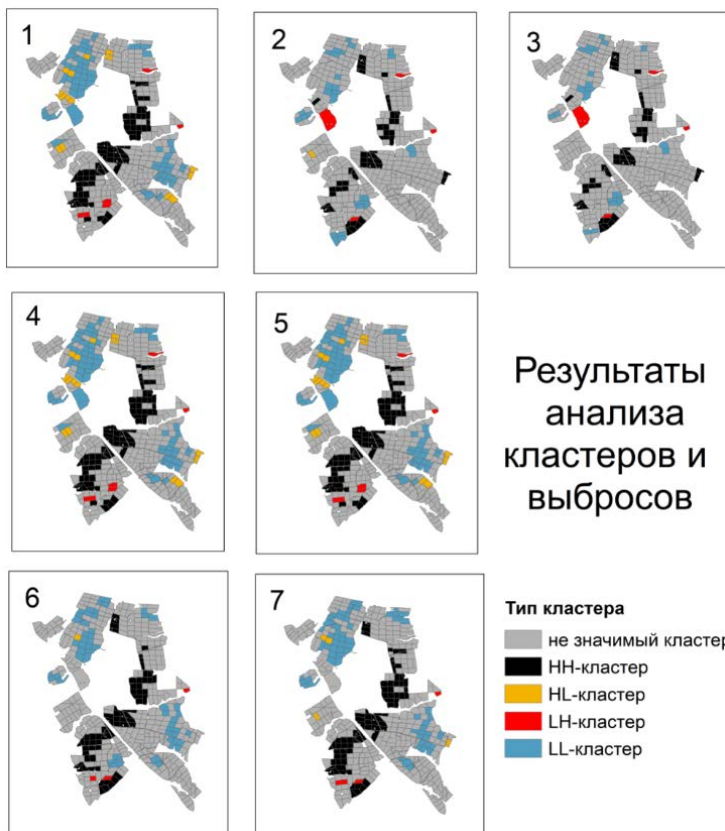 1
2
3
4
5
Результаты
анализа
кластеров и
выбросов
6
7
Тип кластера
не значимый кластер
HH-кластер
HL-кластер
LH-кластер
LL-кластер